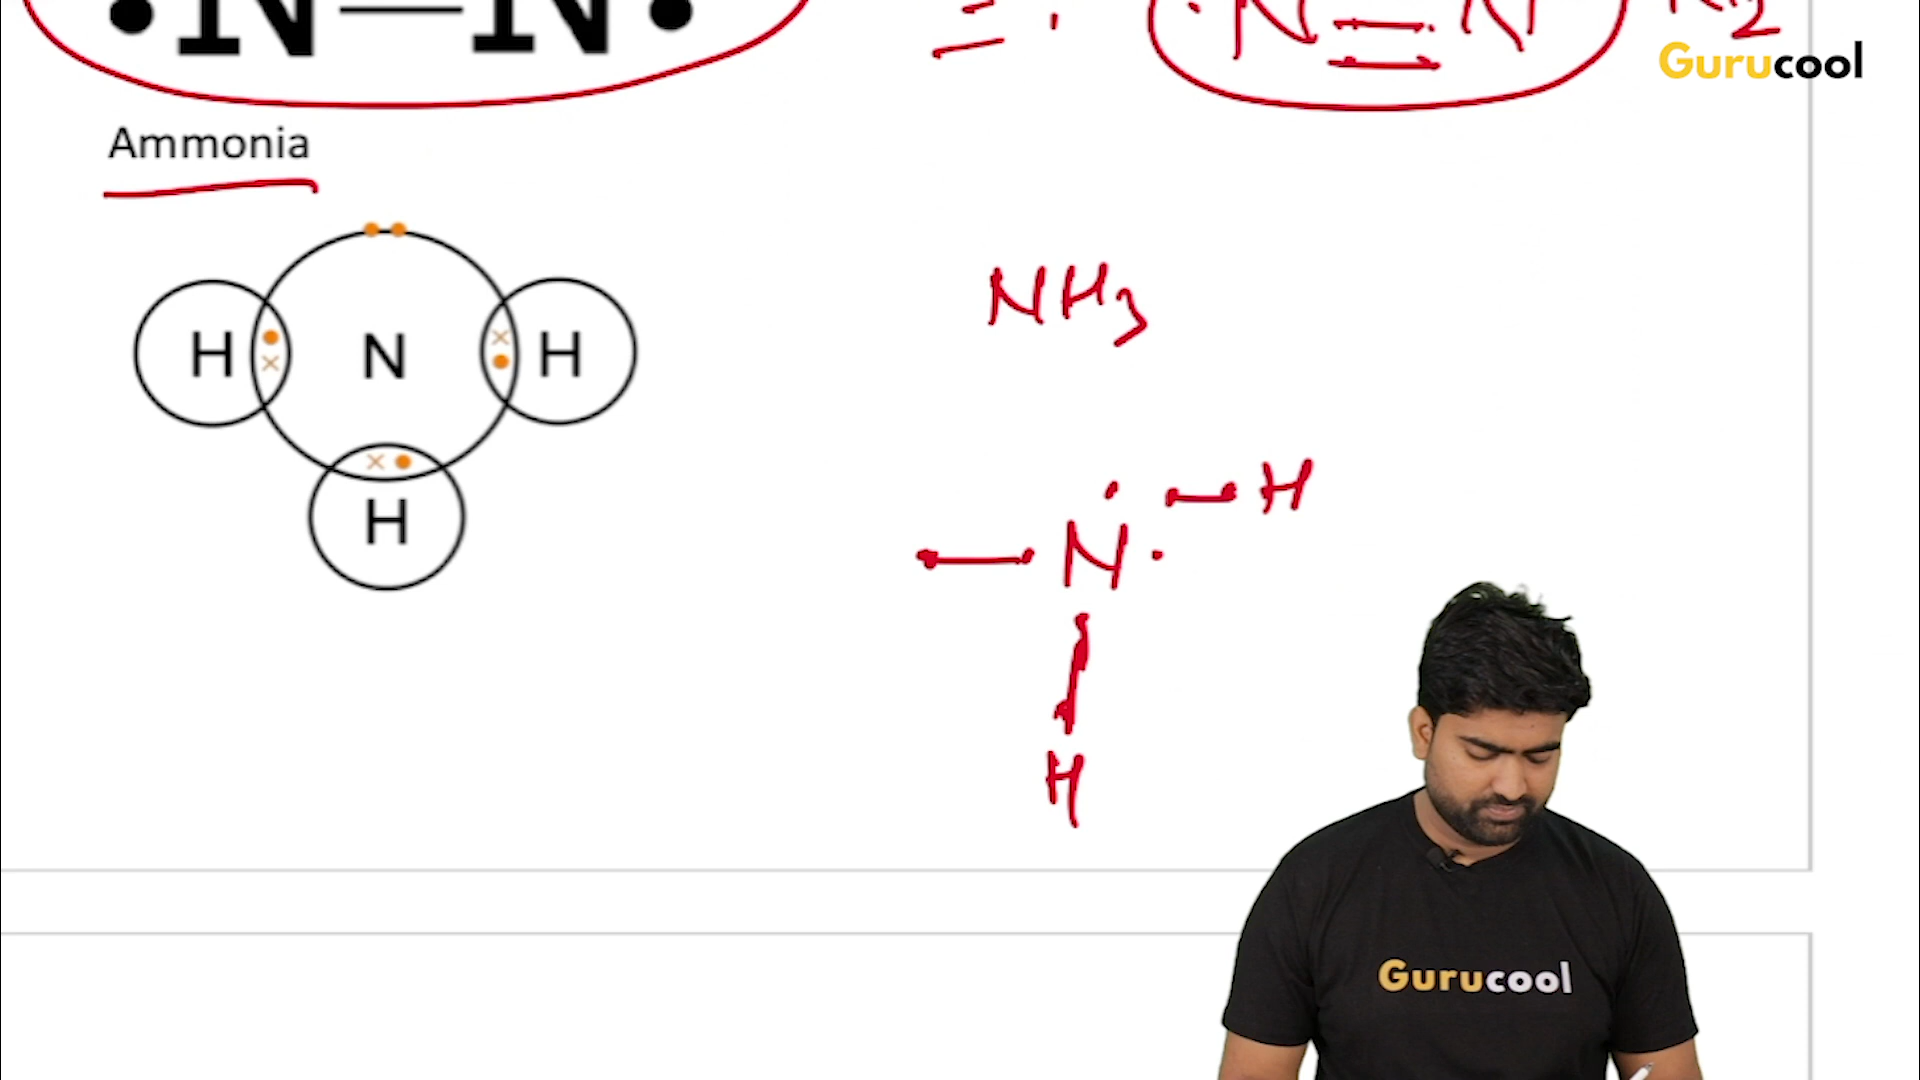 N — N
N N
Gurucool
Ammonia
H N H
H
NH3
H
N
H
Gurucool